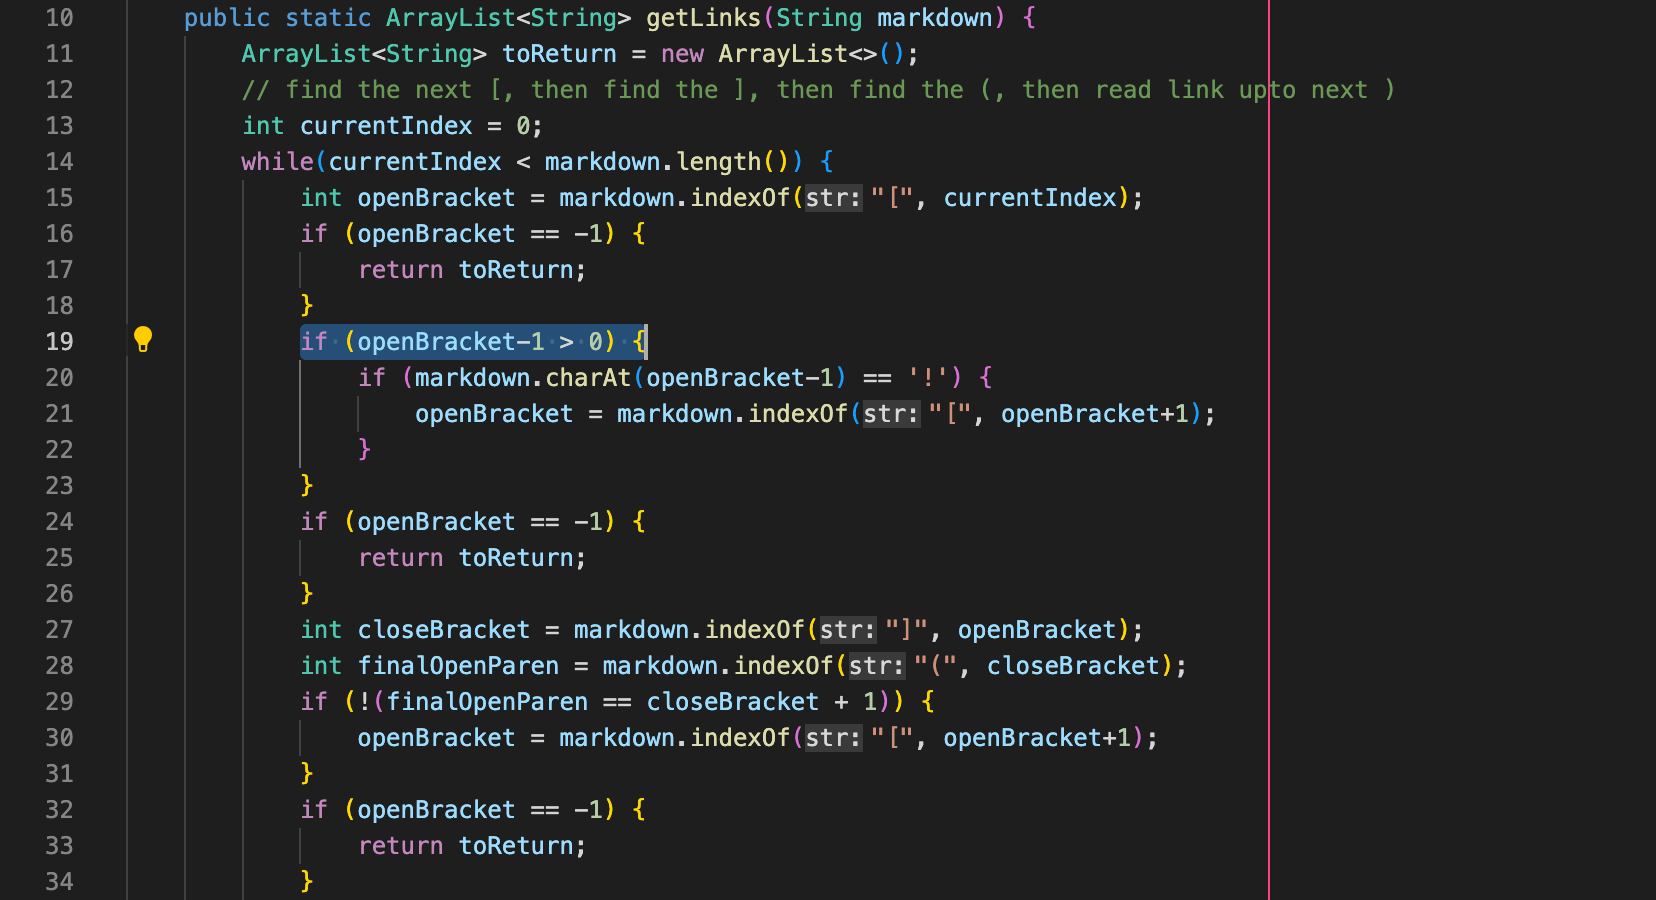 10 public static ArrayList<String> getLinks(String markdown) {
11 ArrayList<String> toReturn = new ArrayList<>();
12 // find the next [, then find the ], then find the (, then read link upto next )
13 int currentIndex = 0;
14 while(currentIndex < markdown.length()) {
15 int openBracket = markdown.indexOf(str: "[", currentIndex);
16 if (openBracket == -1) {
17 return toReturn;
18 }
19 if (openBracket-1 > 0) {
20 if (markdown.charAt(openBracket-1) == '!') {
21 openBracket = markdown.indexOf(str: "[", openBracket+1);
22 }
23 }
24 if (openBracket == -1) {
25 return toReturn;
26 }
27 int closeBracket = markdown.indexOf(str: "]", openBracket);
28 int finalOpenParen = markdown.indexOf(str: "(", closeBracket);
29 if (!(finalOpenParen == closeBracket + 1)) {
30 openBracket = markdown.indexOf(str: "[", openBracket+1);
31 }
32 if (openBracket == -1) {
33 return toReturn;
34 }